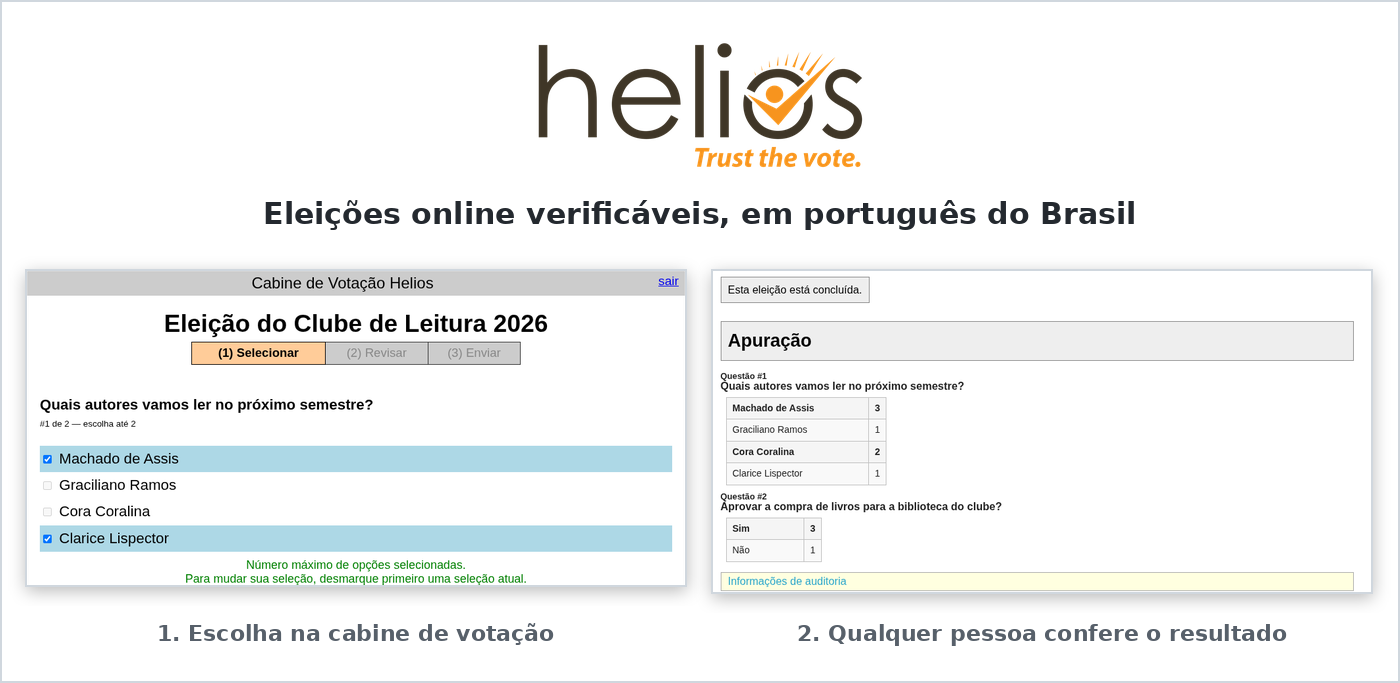 helios
Trust the vote.
Eleições online verificáveis, em português do Brasil
Cabine de Votação Helios
sair
Eleição do Clube de Leitura 2026
(1) Selecionar
(2) Revisar
(3) Enviar
Quais autores vamos ler no próximo semestre?
#1 de 2 — escolha até 2
Machado de Assis
Graciliano Ramos
Cora Coralina
Clarice Lispector
Número máximo de opções selecionadas.
Para mudar sua seleção, desmarque primeiro uma seleção atual.
1. Escolha na cabine de votação
Esta eleição está concluída.
Apuração
Questão #1
Quais autores vamos ler no próximo semestre?
Machado de Assis 3
Graciliano Ramos 1
Cora Coralina 2
Clarice Lispector 1
Questão #2
Aprovar a compra de livros para a biblioteca do clube?
Sim 3
Não 1
Informações de auditoria
2. Qualquer pessoa confere o resultado